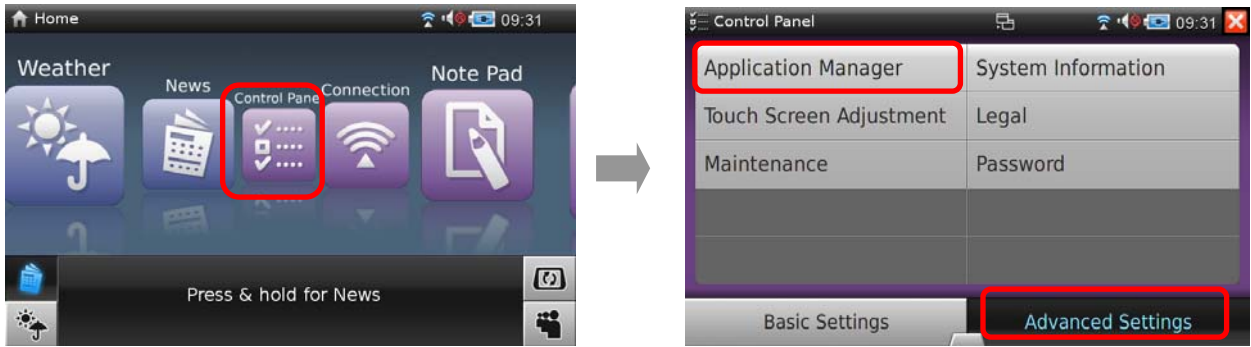 Home 09:31
Weather
News
Control Pane
Connection
Note Pad
Press & hold for News
Control Panel 09:31
Application Manager System Information
Touch Screen Adjustment Legal
Maintenance Password
Basic Settings Advanced Settings